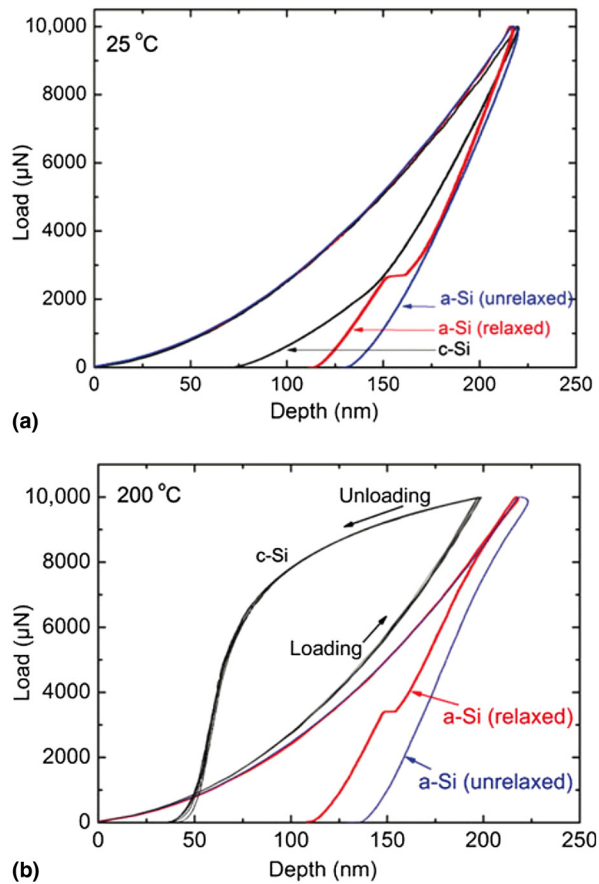 25 °C
10,000
8000
6000
4000
2000
0
Load (µN)
a-Si (unrelaxed)
a-Si (relaxed)
c-Si
0 50 100 150 200 250
Depth (nm)
(a)
200 °C
10,000
8000
6000
4000
2000
0
Load (µN)
Unloading
c-Si
Loading
a-Si (relaxed)
a-Si (unrelaxed)
0 50 100 150 200 250
Depth (nm)
(b)